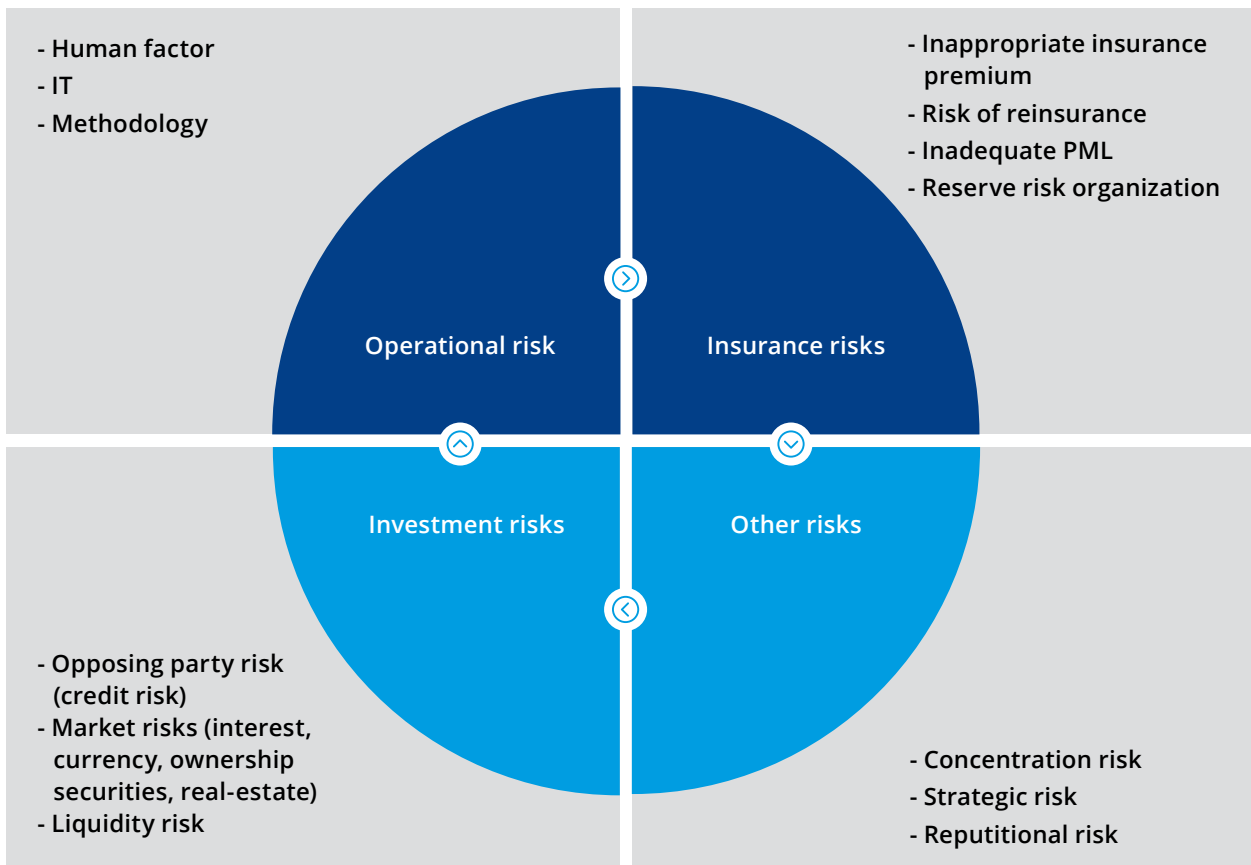 - Human factor
- IT
- Methodology
- Inappropriate insurance
premium
- Risk of reinsurance
- Inadequate PML
- Reserve risk organization
Operational risk
Insurance risks
Investment risks
Other risks
- Opposing party risk
(credit risk)
- Market risks (interest,
currency, ownership
securities, real-estate)
- Liquidity risk
- Concentration risk
- Strategic risk
- Reputitional risk